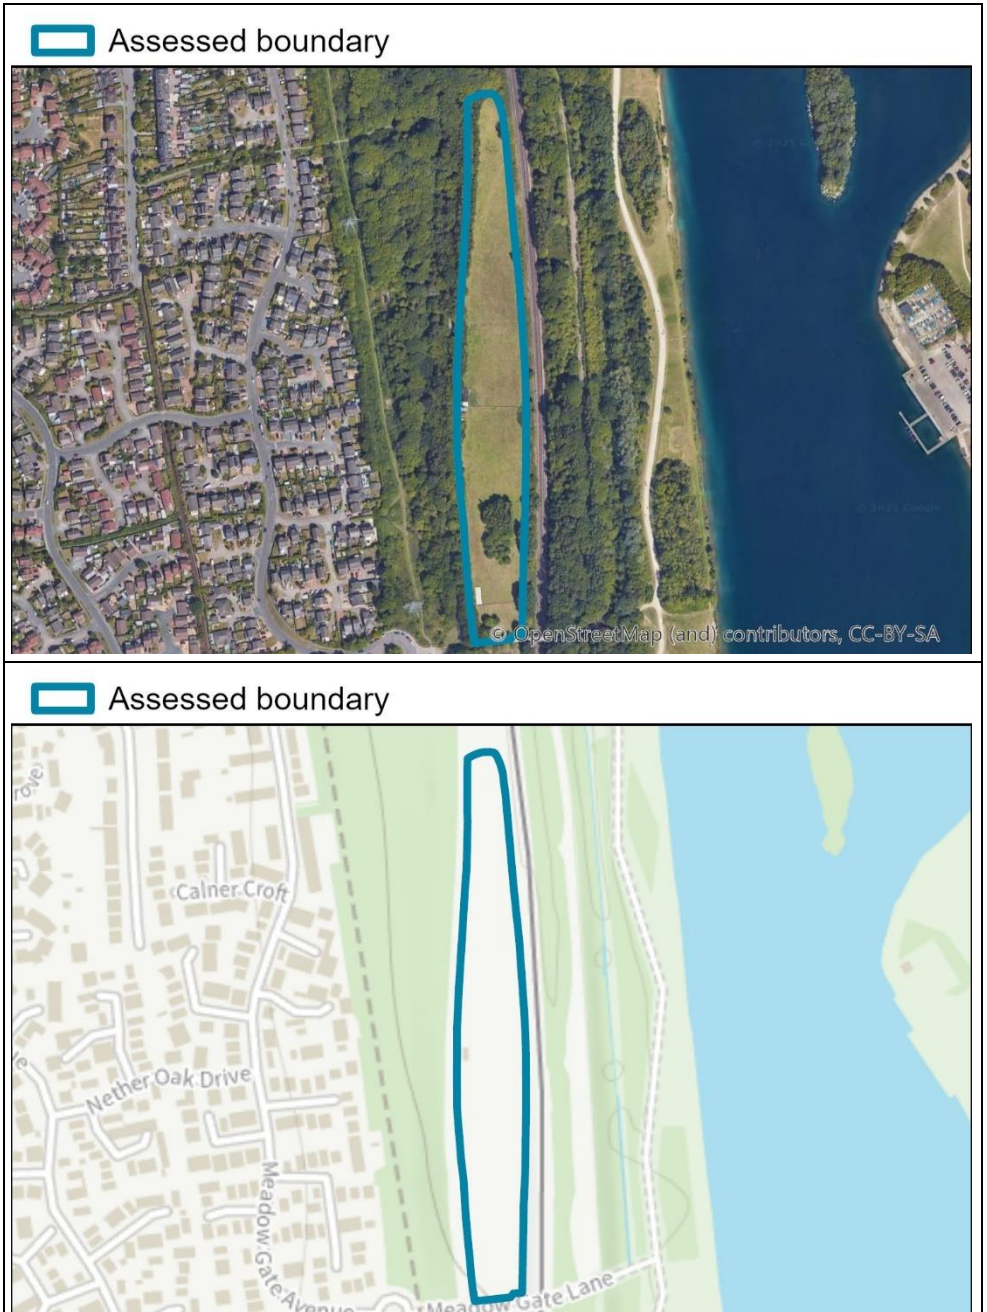 Assessed boundary
© OpenStreetMap (and) contributors, CC-BY-SA
Assessed boundary
Calner Croft
Nether Oak Drive
Meadow Gate Avenue
Meadow Gate Lane